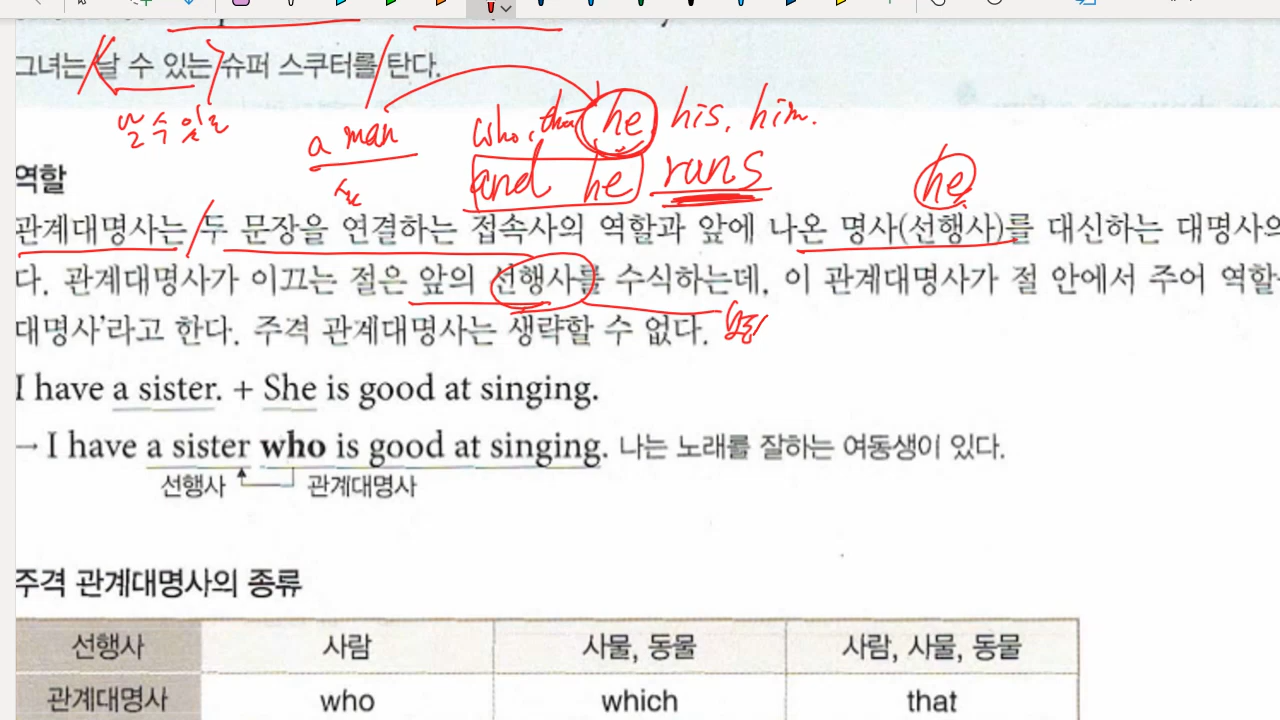 그녀는 날 수 있는 슈퍼 스쿠터를 탄다.
who, that he his, him.
날 수 있는
a man
and he runs
he
역할
관계대명사는 두 문장을 연결하는 접속사의 역할과 앞에 나온 명사(선행사)를 대신하는 대명사의
다. 관계대명사가 이끄는 절은 앞의 선행사를 수식하는데, 이 관계대명사가 절 안에서 주어 역할
대명사'라고 한다. 주격 관계대명사는 생략할 수 없다.
I have a sister. + She is good at singing.
→ I have a sister who is good at singing. 나는 노래를 잘하는 여동생이 있다.
선행사 관계대명사
주격 관계대명사의 종류
선행사 사람 사물, 동물 사람, 사물, 동물
관계대명사 who which that